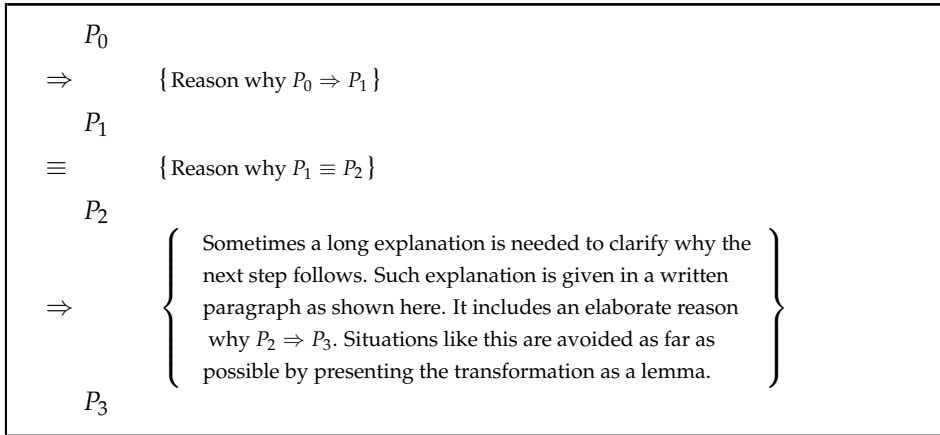 P₀
⇒ {Reason why P₀ ⇒ P₁}
P₁
≡ {Reason why P₁ ≡ P₂}
P₂
Sometimes a long explanation is needed to clarify why the
next step follows. Such explanation is given in a written
⇒ { paragraph as shown here. It includes an elaborate reason }
why P₂ ⇒ P₃. Situations like this are avoided as far as
possible by presenting the transformation as a lemma.
P₃